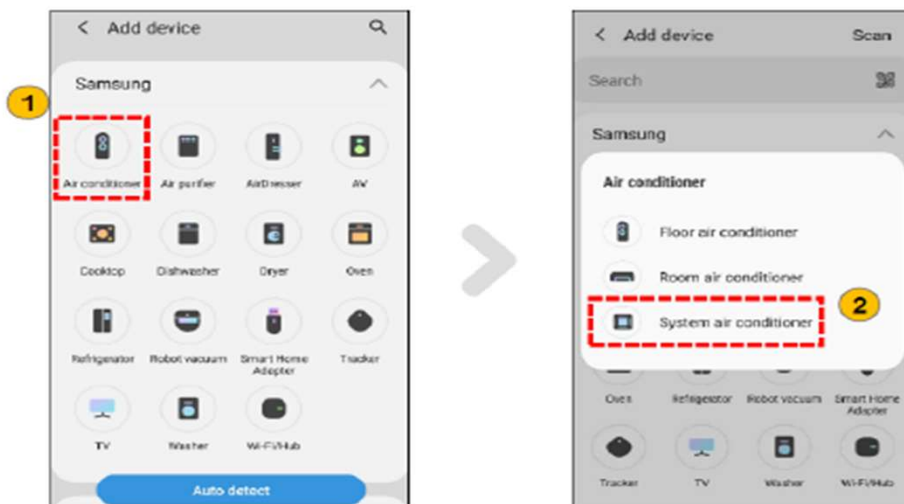 Add device
Samsung
1
Air conditioner Air purifier AirDresser AV
Cooktop Dishwasher Dryer Oven
Refrigerator Robot vacuum Smart Home Adapter Tracker
TV Washer Wi-Fi/Hub
Auto detect
Add device Scan
Search
Samsung
Air conditioner
Floor air conditioner
Room air conditioner
System air conditioner
2
Oven Refrigerator Robot vacuum Smart Home Adapter
Tracker TV Washer Wi-Fi/Hub